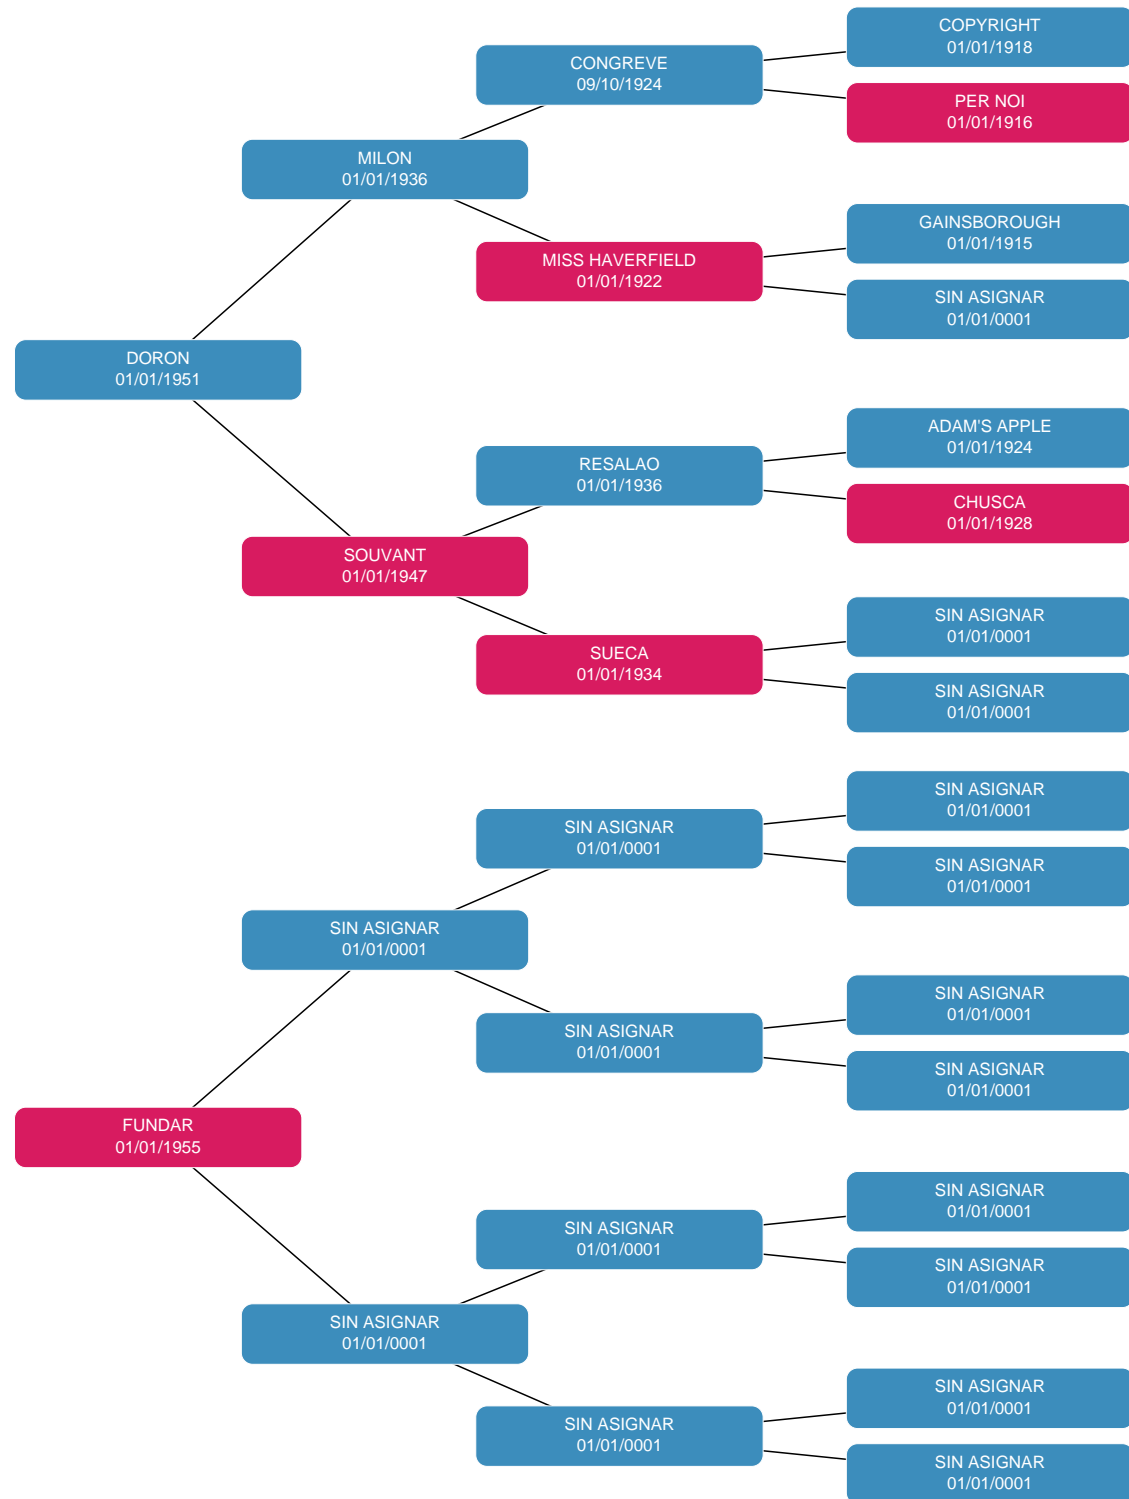 COPYRIGHT
01/01/1918
CONGREVE
09/10/1924
PER NOI
01/01/1916
MILON
01/01/1936
GAINSBOROUGH
01/01/1915
MISS HAVERFIELD
01/01/1922
SIN ASIGNAR
01/01/0001
DORON
01/01/1951
ADAM'S APPLE
01/01/1924
RESALAO
01/01/1936
CHUSCA
01/01/1928
SOUVANT
01/01/1947
SIN ASIGNAR
01/01/0001
SUECA
01/01/1934
SIN ASIGNAR
01/01/0001
SIN ASIGNAR
01/01/0001
SIN ASIGNAR
01/01/0001
SIN ASIGNAR
01/01/0001
SIN ASIGNAR
01/01/0001
SIN ASIGNAR
01/01/0001
SIN ASIGNAR
01/01/0001
SIN ASIGNAR
01/01/0001
FUNDAR
01/01/1955
SIN ASIGNAR
01/01/0001
SIN ASIGNAR
01/01/0001
SIN ASIGNAR
01/01/0001
SIN ASIGNAR
01/01/0001
SIN ASIGNAR
01/01/0001
SIN ASIGNAR
01/01/0001
SIN ASIGNAR
01/01/0001